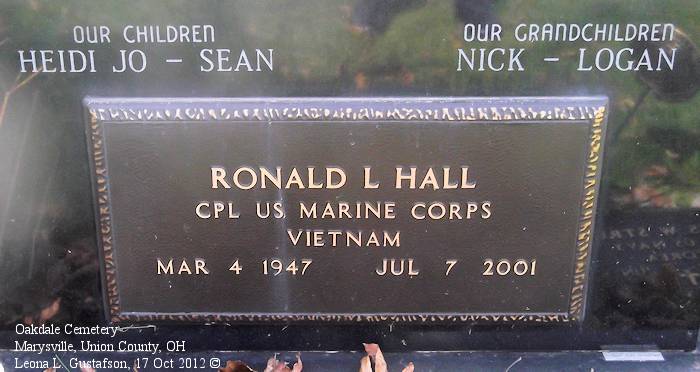 OUR CHILDREN
HEIDI JO – SEAN
OUR GRANDCHILDREN
NICK – LOGAN
RONALD L HALL
CPL US MARINE CORPS
VIETNAM
MAR 4 1947 JUL 7 2001
Oakdale Cemetery
Marysville, Union County, OH
Leona L. Gustafson, 17 Oct 2012 ©